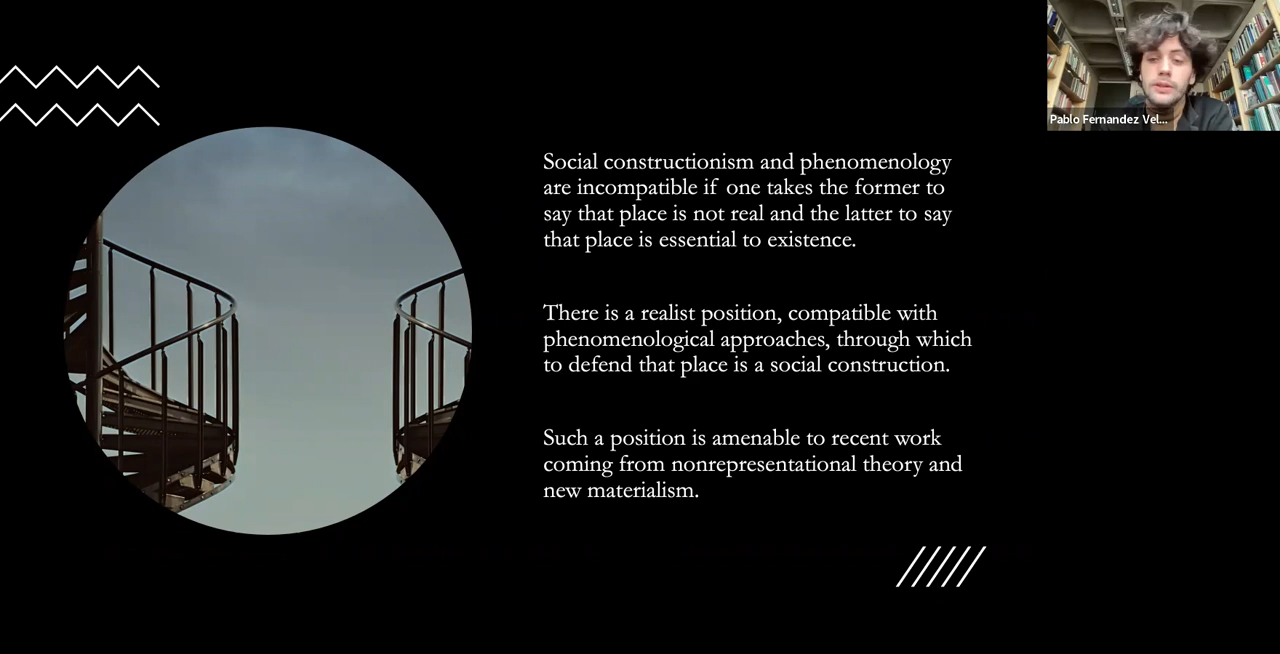 Pablo Fernandez Vel...
Social constructionism and phenomenology
are incompatible if one takes the former to
say that place is not real and the latter to say
that place is essential to existence.
There is a realist position, compatible with
phenomenological approaches, through which
to defend that place is a social construction.
Such a position is amenable to recent work
coming from nonrepresentational theory and
new materialism.